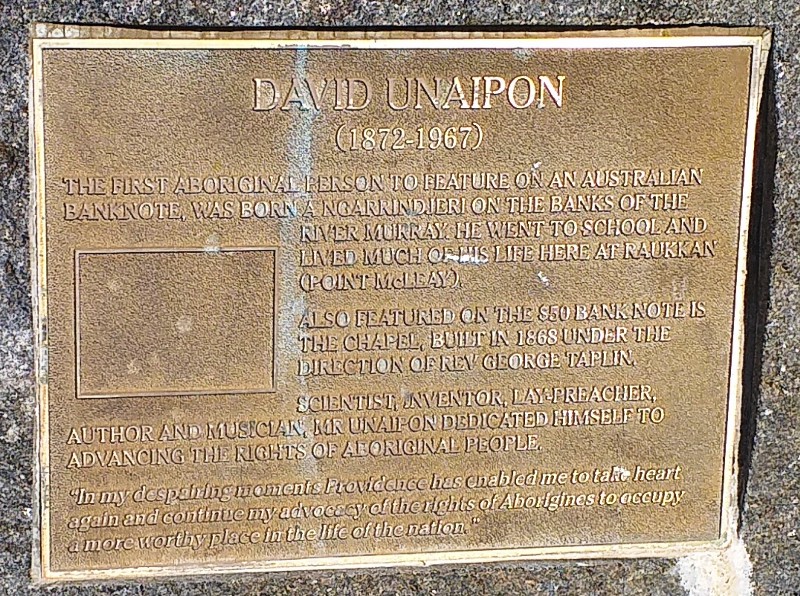 DAVID UNAIPON
(1872-1967)
THE FIRST ABORIGINAL PERSON TO FEATURE ON AN AUSTRALIAN
BANKNOTE, WAS BORN A NGARRINDJERI ON THE BANKS OF THE
RIVER MURRAY. HE WENT TO SCHOOL AND
LIVED MUCH OF HIS LIFE HERE AT RAUKKAN
(POINT McLEAY).
ALSO FEATURED ON THE $50 BANK NOTE IS
THE CHAPEL, BUILT IN 1868 UNDER THE
DIRECTION OF REV GEORGE TAPLIN.
SCIENTIST, INVENTOR, LAY-PREACHER,
AUTHOR AND MUSICIAN, MR UNAIPON DEDICATED HIMSELF TO
ADVANCING THE RIGHTS OF ABORIGINAL PEOPLE.
"In my despairing moments Providence has enabled me to take heart
again and continue my advocacy of the rights of Aborigines to occupy
a more worthy place in the life of the nation."